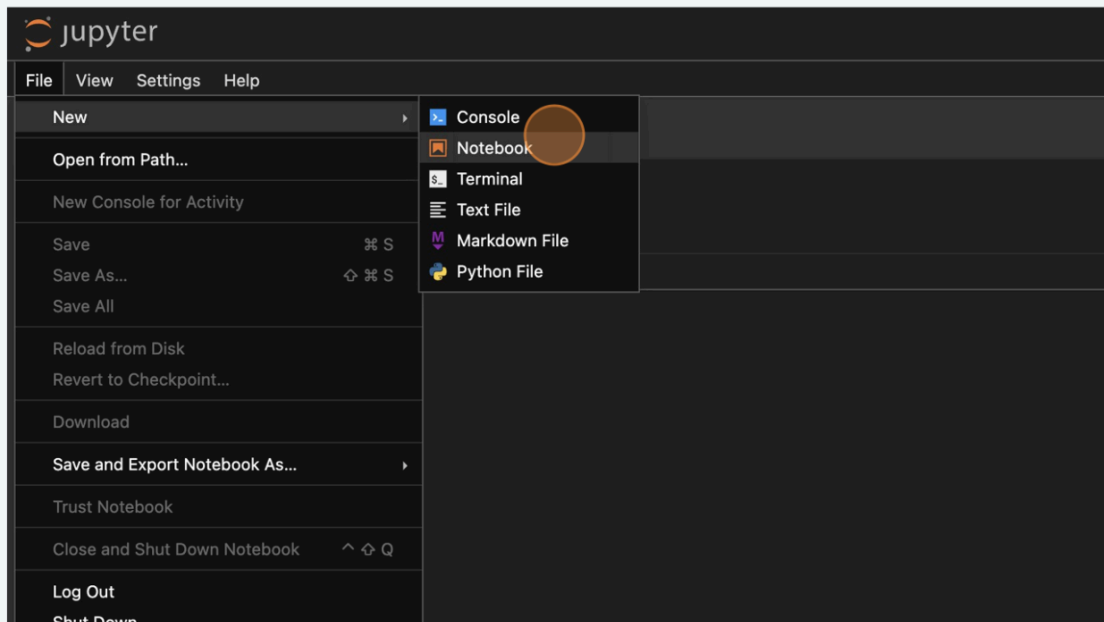 jupyter
File View Settings Help
New
Open from Path...
New Console for Activity
Save ⌘ S
Save As... ⇧ ⌘ S
Save All
Reload from Disk
Revert to Checkpoint...
Download
Save and Export Notebook As...
Trust Notebook
Close and Shut Down Notebook ^ ⇧ Q
Log Out
Shut Down
Console
Notebook
$_ Terminal
Text File
M Markdown File
Python File